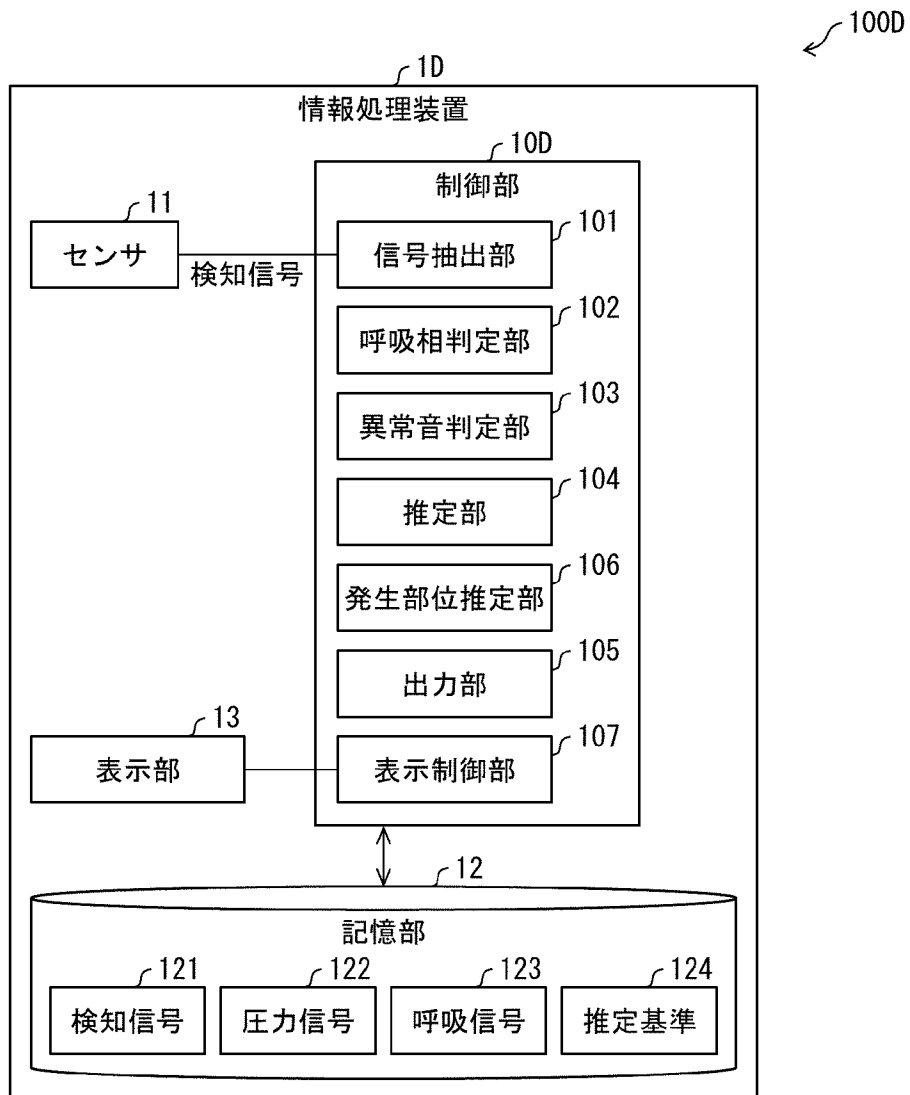 100D
1D
情報処理装置
10D
制御部
11
センサ
検知信号
101
信号抽出部
102
呼吸相判定部
103
異常音判定部
104
推定部
106
発生部位推定部
105
出力部
13
表示部
107
表示制御部
12
記憶部
121
検知信号
122
圧力信号
123
呼吸信号
124
推定基準